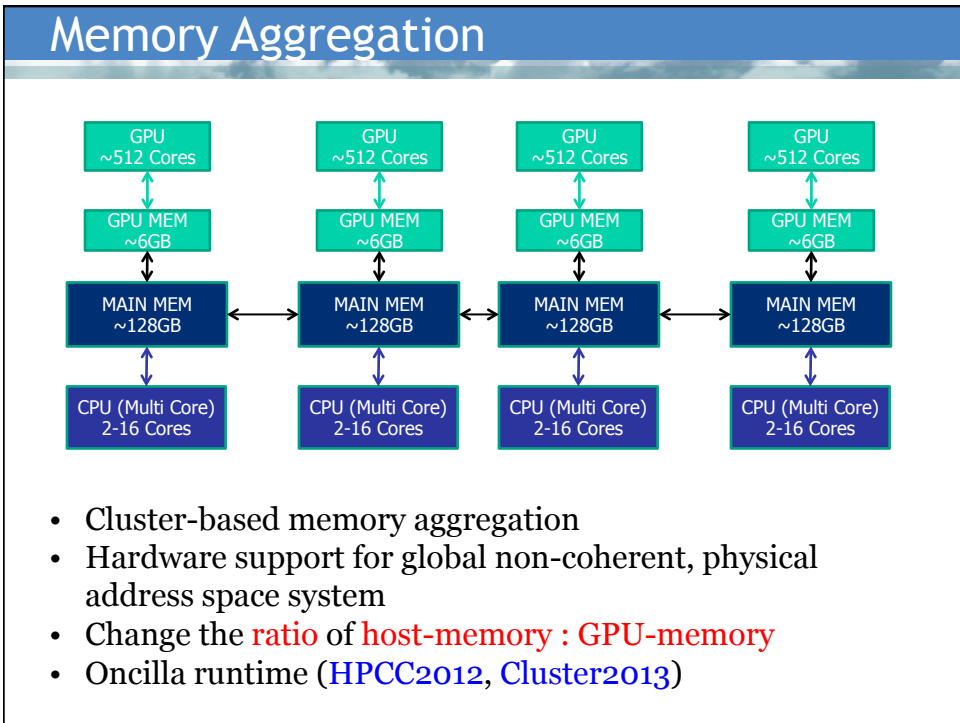 Memory Aggregation
GPU
~512 Cores
GPU
~512 Cores
GPU
~512 Cores
GPU
~512 Cores
GPU MEM
~6GB
GPU MEM
~6GB
GPU MEM
~6GB
GPU MEM
~6GB
MAIN MEM
~128GB
MAIN MEM
~128GB
MAIN MEM
~128GB
MAIN MEM
~128GB
CPU (Multi Core)
2-16 Cores
CPU (Multi Core)
2-16 Cores
CPU (Multi Core)
2-16 Cores
CPU (Multi Core)
2-16 Cores
• Cluster-based memory aggregation
• Hardware support for global non-coherent, physical
address space system
• Change the ratio of host-memory : GPU-memory
• Oncilla runtime (HPCC2012, Cluster2013)